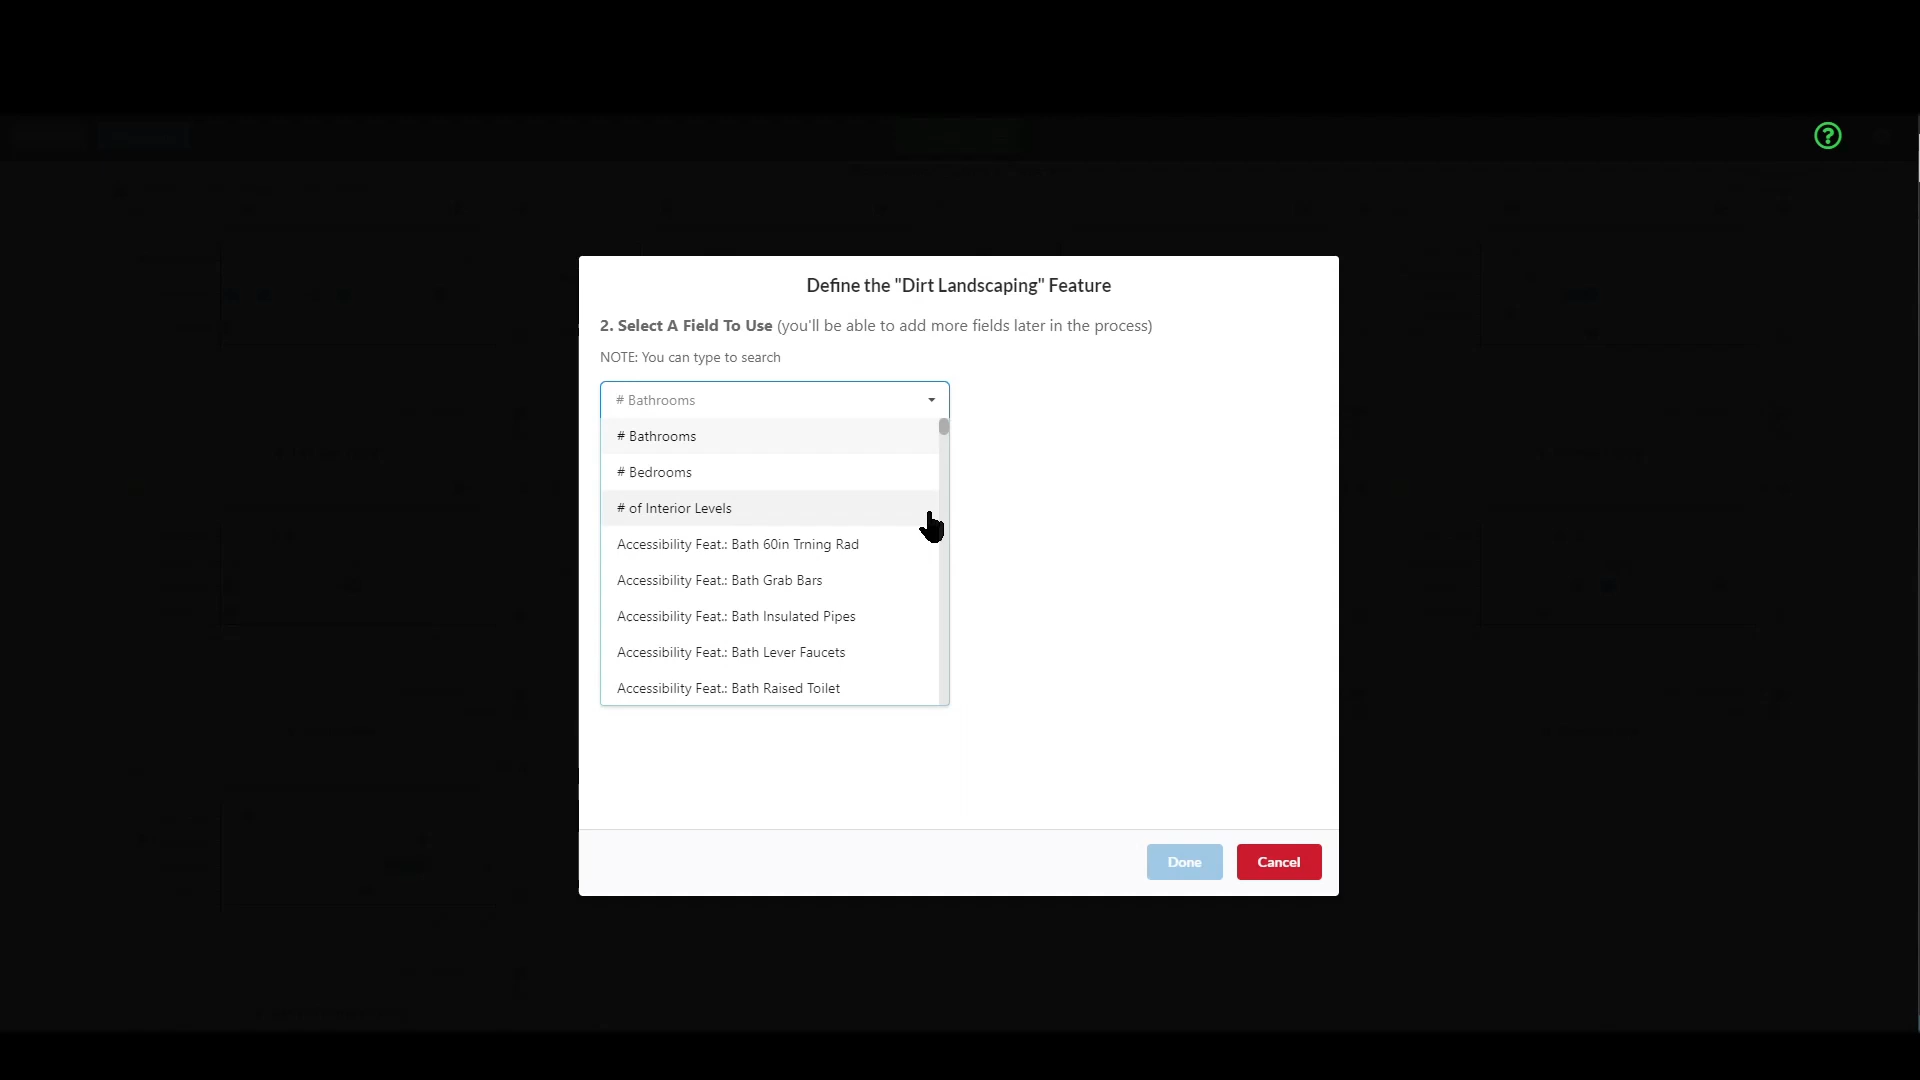 Define the "Dirt Landscaping" Feature
2. Select A Field To Use (you'll be able to add more fields later in the process)
NOTE: You can type to search
# Bathrooms
# Bathrooms
# Bedrooms
# of Interior Levels
Accessibility Feat.: Bath 60in Trning Rad
Accessibility Feat.: Bath Grab Bars
Accessibility Feat.: Bath Insulated Pipes
Accessibility Feat.: Bath Lever Faucets
Accessibility Feat.: Bath Raised Toilet
Done Cancel